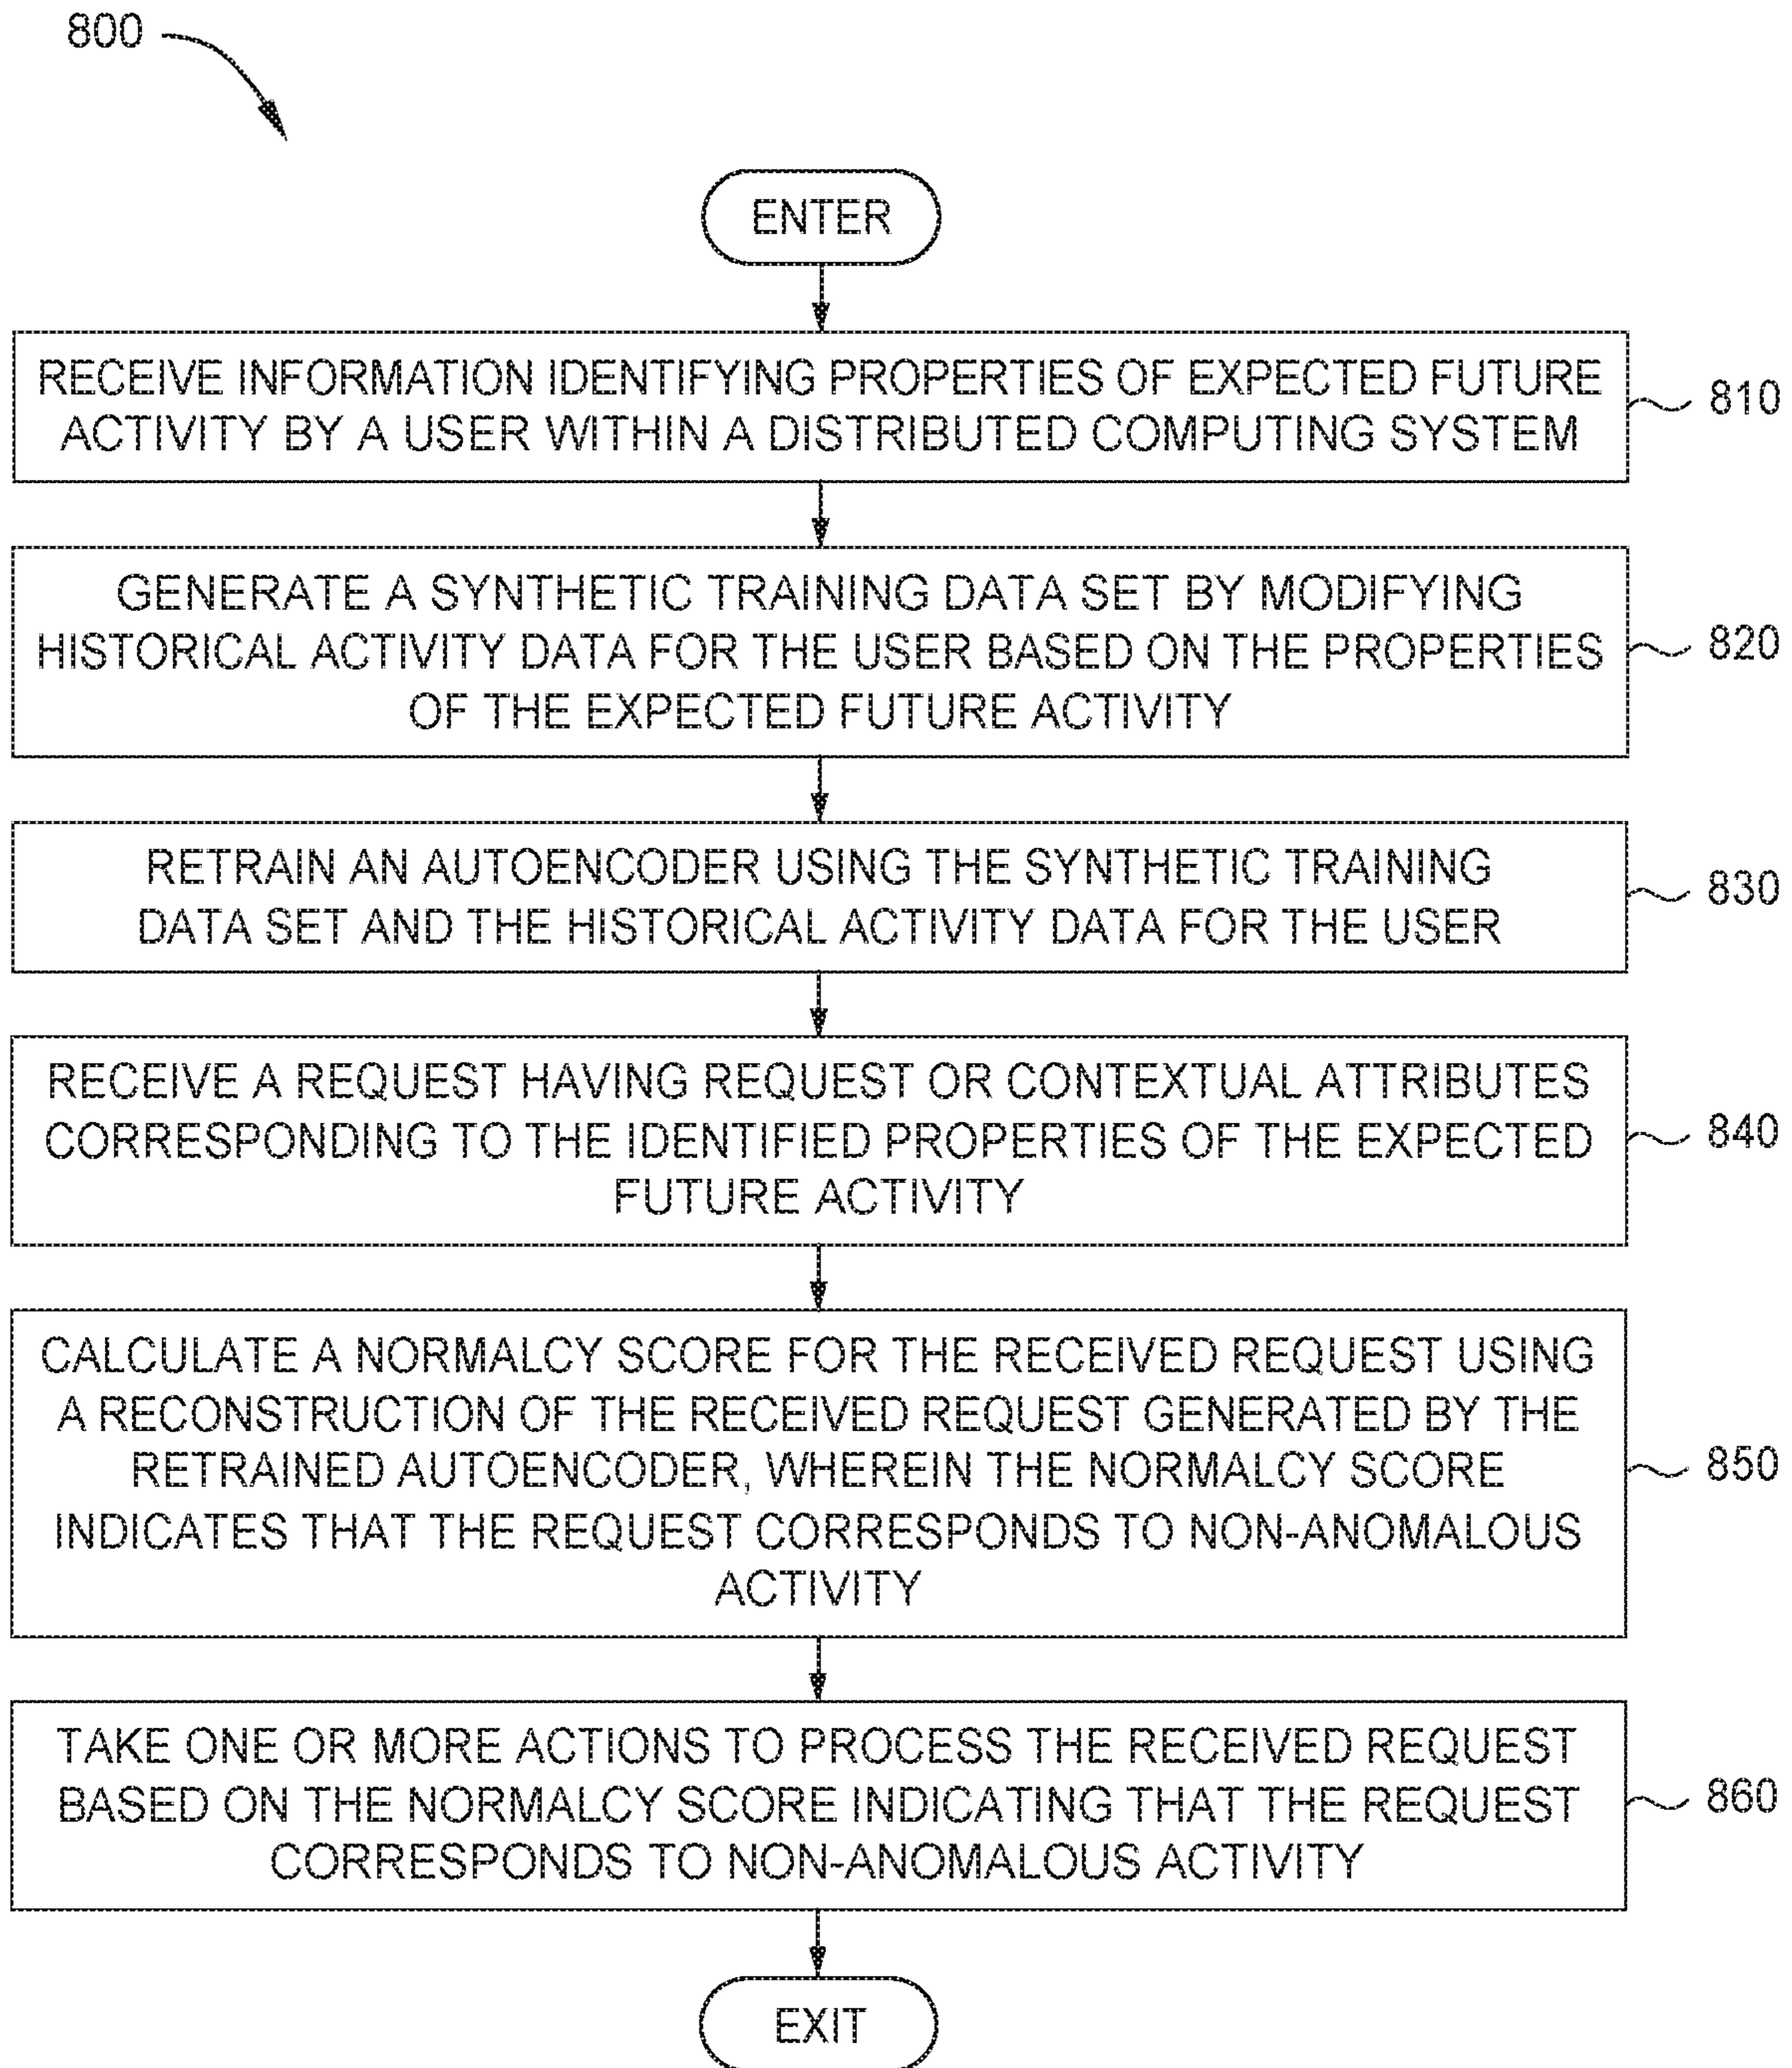 800
ENTER
RECEIVE INFORMATION IDENTIFYING PROPERTIES OF EXPECTED FUTURE
ACTIVITY BY A USER WITHIN A DISTRIBUTED COMPUTING SYSTEM
810
GENERATE A SYNTHETIC TRAINING DATA SET BY MODIFYING
HISTORICAL ACTIVITY DATA FOR THE USER BASED ON THE PROPERTIES
OF THE EXPECTED FUTURE ACTIVITY
820
RETRAIN AN AUTOENCODER USING THE SYNTHETIC TRAINING
DATA SET AND THE HISTORICAL ACTIVITY DATA FOR THE USER
830
RECEIVE A REQUEST HAVING REQUEST OR CONTEXTUAL ATTRIBUTES
CORRESPONDING TO THE IDENTIFIED PROPERTIES OF THE EXPECTED
FUTURE ACTIVITY
840
CALCULATE A NORMALCY SCORE FOR THE RECEIVED REQUEST USING
A RECONSTRUCTION OF THE RECEIVED REQUEST GENERATED BY THE
RETRAINED AUTOENCODER, WHEREIN THE NORMALCY SCORE
INDICATES THAT THE REQUEST CORRESPONDS TO NON-ANOMALOUS
ACTIVITY
850
TAKE ONE OR MORE ACTIONS TO PROCESS THE RECEIVED REQUEST
BASED ON THE NORMALCY SCORE INDICATING THAT THE REQUEST
CORRESPONDS TO NON-ANOMALOUS ACTIVITY
860
EXIT